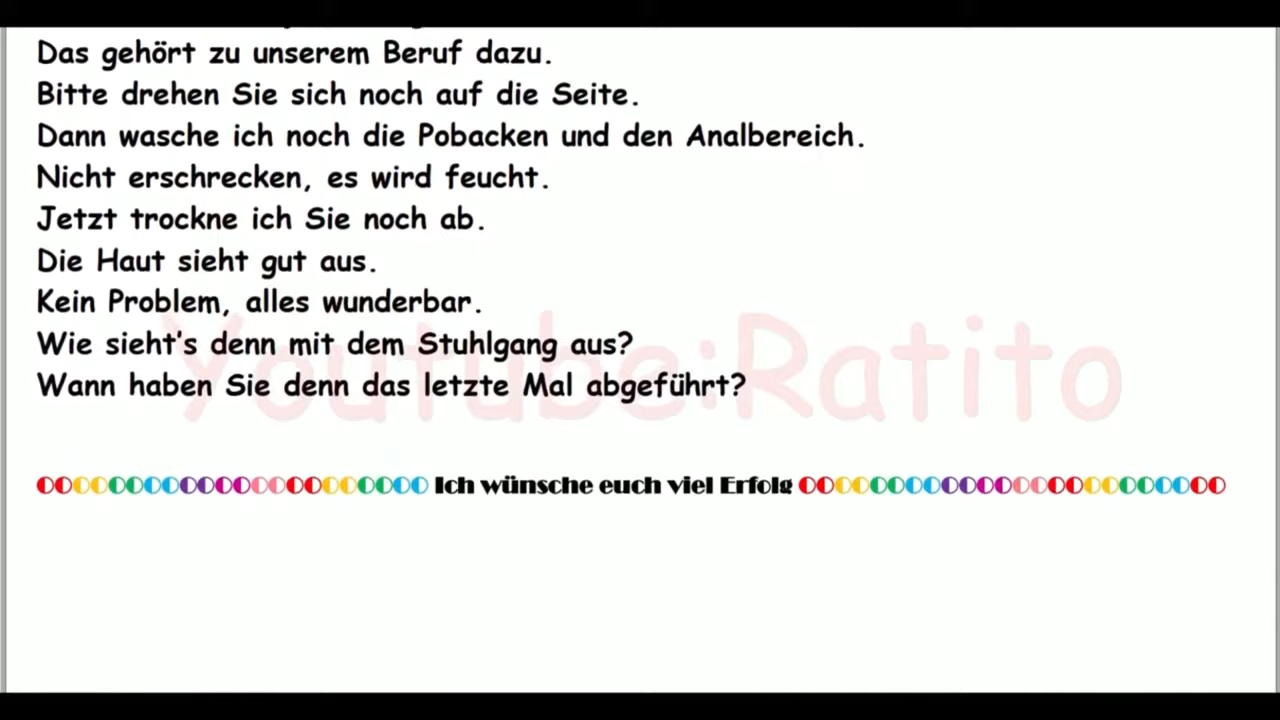 Das gehört zu unserem Beruf dazu.
Bitte drehen Sie sich noch auf die Seite.
Dann wasche ich noch die Pobacken und den Analbereich.
Nicht erschrecken, es wird feucht.
Jetzt trockne ich Sie noch ab.
Die Haut sieht gut aus.
Kein Problem, alles wunderbar.
Wie sieht's denn mit dem Stuhlgang aus?
Wann haben Sie denn das letzte Mal abgeführt?
Youtube:Ratito
Ich wünsche euch viel Erfolg